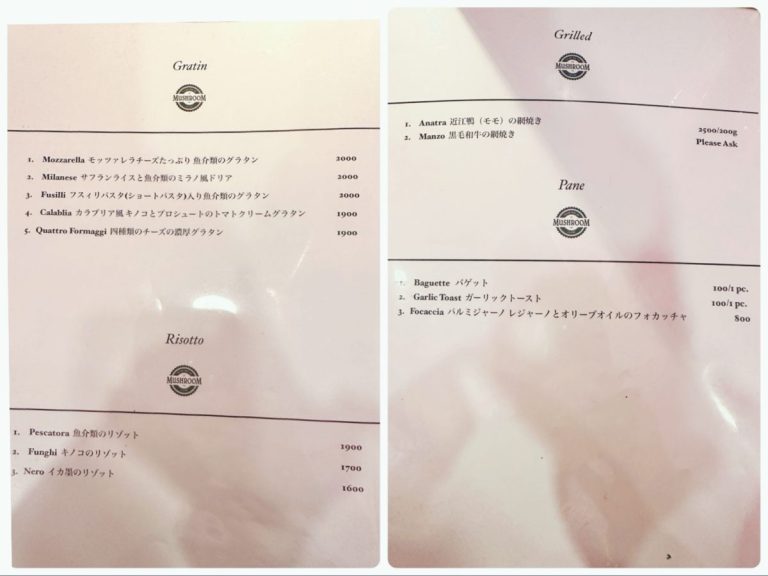 Gratin
MUSHROOM
1. Mozzarella モッツァレラチーズたっぷり 魚介類のグラタン 2000
2. Milanese サフランライスと魚介類のミラノ風ドリア 2000
3. Fusilli フスィリパスタ(ショートパスタ)入り魚介類のグラタン 2000
4. Calablia カラブリア風 キノコとプロシュートのトマトクリームグラタン 1900
5. Quattro Formaggi 四種類のチーズの濃厚グラタン 1900
Risotto
MUSHROOM
1. Pescatora 魚介類のリゾット 1900
2. Funghi キノコのリゾット 1700
3. Nero イカ墨のリゾット 1600
Grilled
MUSHROOM
1. Anatra 近江鴨（モモ）の網焼き 2500/200g
2. Manzo 黒毛和牛の網焼き Please Ask
Pane
MUSHROOM
1. Baguette バゲット 100/1 pc.
2. Garlic Toast ガーリックトースト 100/1 pc.
3. Focaccia パルミジャーノ レジャーノとオリーブオイルのフォカッチャ 800